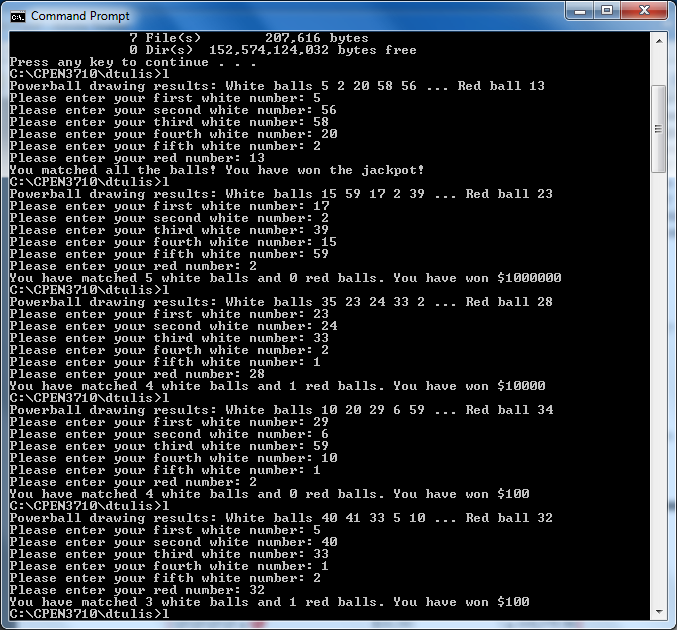 Command Prompt
7 File(s) 207,616 bytes
0 Dir(s) 152,574,124,032 bytes free
Press any key to continue . . .
C:\CPEN3710\dtulis>l
Powerball drawing results: White balls 5 2 20 58 56 ... Red ball 13
Please enter your first white number: 5
Please enter your second white number: 56
Please enter your third white number: 58
Please enter your fourth white number: 20
Please enter your fifth white number: 2
Please enter your red number: 13
You matched all the balls! You have won the jackpot!
C:\CPEN3710\dtulis>l
Powerball drawing results: White balls 15 59 17 2 39 ... Red ball 23
Please enter your first white number: 17
Please enter your second white number: 2
Please enter your third white number: 39
Please enter your fourth white number: 15
Please enter your fifth white number: 59
Please enter your red number: 2
You have matched 5 white balls and 0 red balls. You have won $1000000
C:\CPEN3710\dtulis>l
Powerball drawing results: White balls 35 23 24 33 2 ... Red ball 28
Please enter your first white number: 23
Please enter your second white number: 24
Please enter your third white number: 33
Please enter your fourth white number: 2
Please enter your fifth white number: 1
Please enter your red number: 28
You have matched 4 white balls and 1 red balls. You have won $10000
C:\CPEN3710\dtulis>l
Powerball drawing results: White balls 10 20 29 6 59 ... Red ball 34
Please enter your first white number: 29
Please enter your second white number: 6
Please enter your third white number: 59
Please enter your fourth white number: 10
Please enter your fifth white number: 1
Please enter your red number: 2
You have matched 4 white balls and 0 red balls. You have won $100
C:\CPEN3710\dtulis>l
Powerball drawing results: White balls 40 41 33 5 10 ... Red ball 32
Please enter your first white number: 5
Please enter your second white number: 40
Please enter your third white number: 33
Please enter your fourth white number: 1
Please enter your fifth white number: 2
Please enter your red number: 32
You have matched 3 white balls and 1 red balls. You have won $100
C:\CPEN3710\dtulis>l